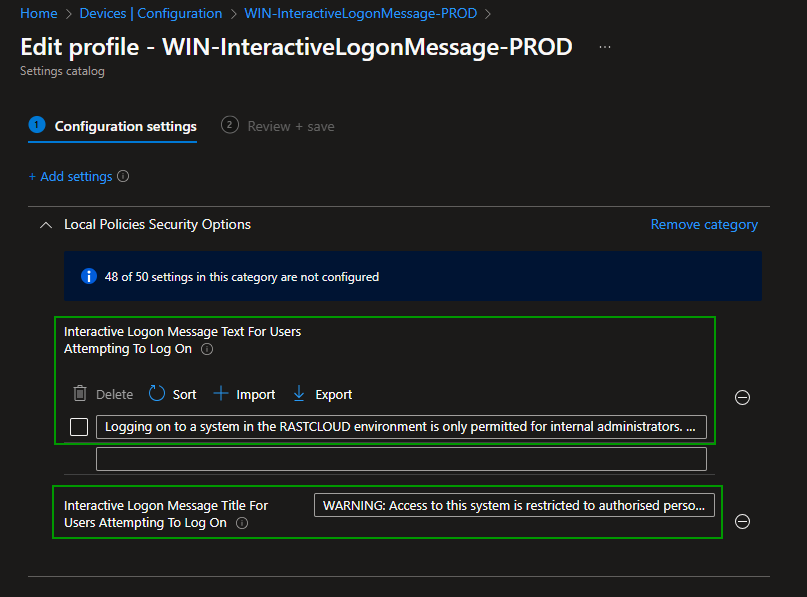 Home > Devices | Configuration > WIN-InteractiveLogonMessage-PROD >
Edit profile - WIN-InteractiveLogonMessage-PROD ...
Settings catalog
1 Configuration settings 2 Review + save
+ Add settings
Local Policies Security Options Remove category
48 of 50 settings in this category are not configured
Interactive Logon Message Text For Users
Attempting To Log On
Delete Sort Import Export
Logging on to a system in the RASTCLOUD environment is only permitted for internal administrators. ...
Interactive Logon Message Title For
Users Attempting To Log On
WARNING: Access to this system is restricted to authorised perso...